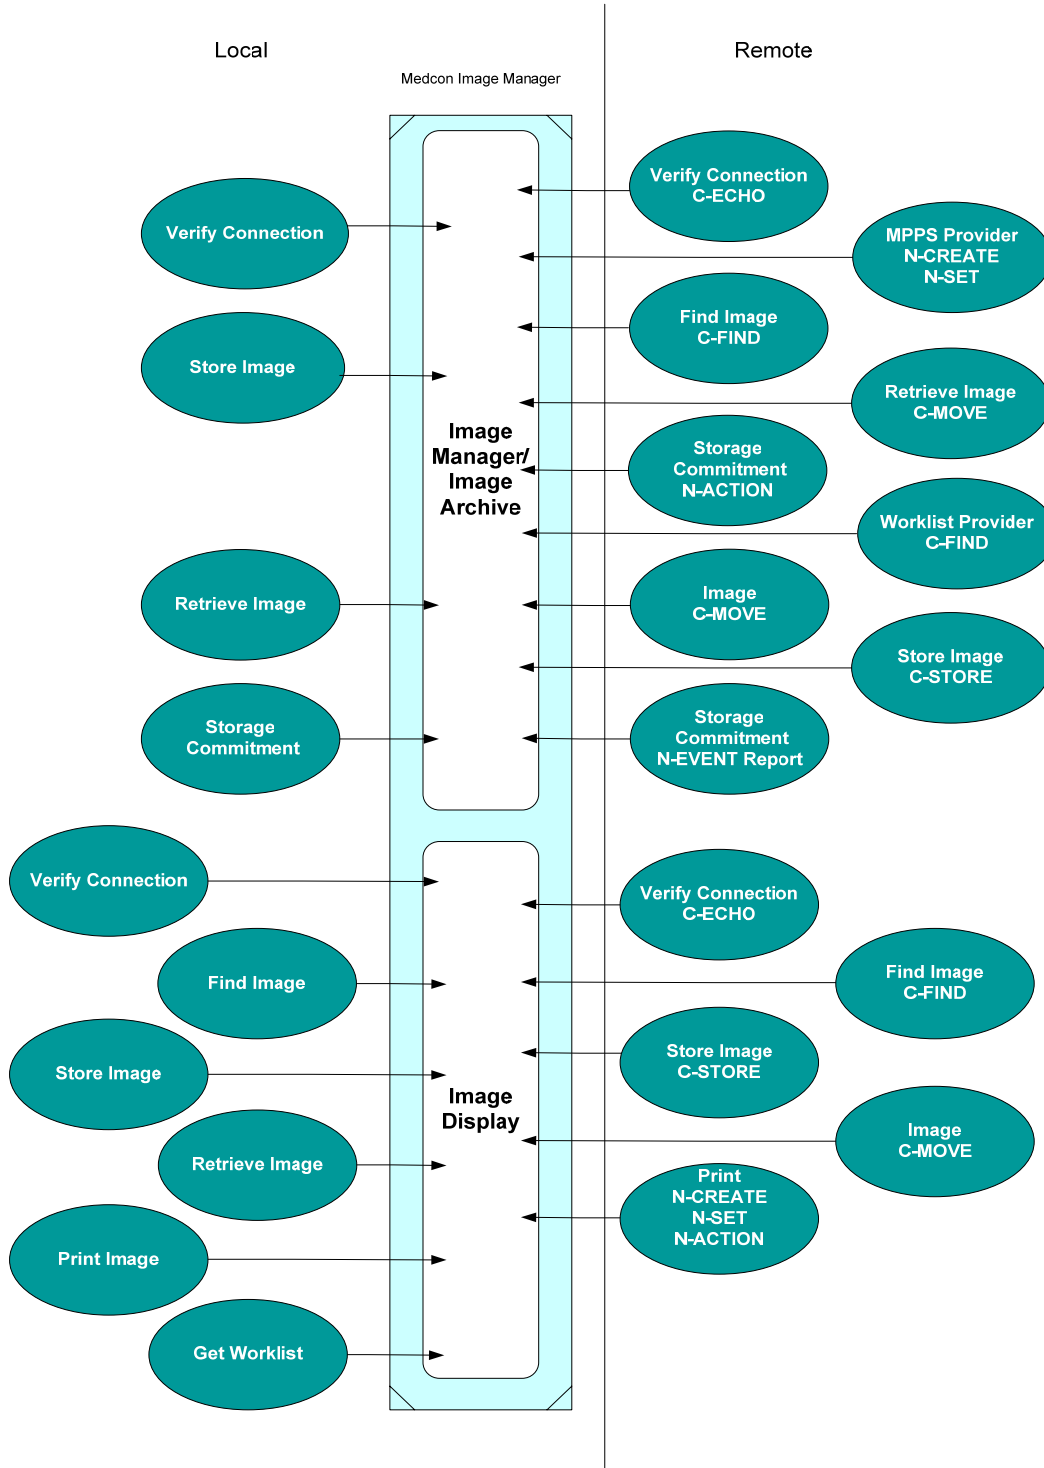 Local
Remote
Medcon Image Manager
Verify Connection
C-ECHO
Verify Connection
MPPS Provider
N-CREATE
N-SET
Find Image
C-FIND
Store Image
Retrieve Image
C-MOVE
Image
Manager/
Image
Archive
Storage
Commitment
N-ACTION
Worklist Provider
C-FIND
Retrieve Image
Image
C-MOVE
Store Image
C-STORE
Storage
Commitment
Storage
Commitment
N-EVENT Report
Verify Connection
Verify Connection
C-ECHO
Find Image
Find Image
C-FIND
Store Image
Store Image
C-STORE
Image
Display
Image
C-MOVE
Retrieve Image
Print
N-CREATE
N-SET
N-ACTION
Print Image
Get Worklist